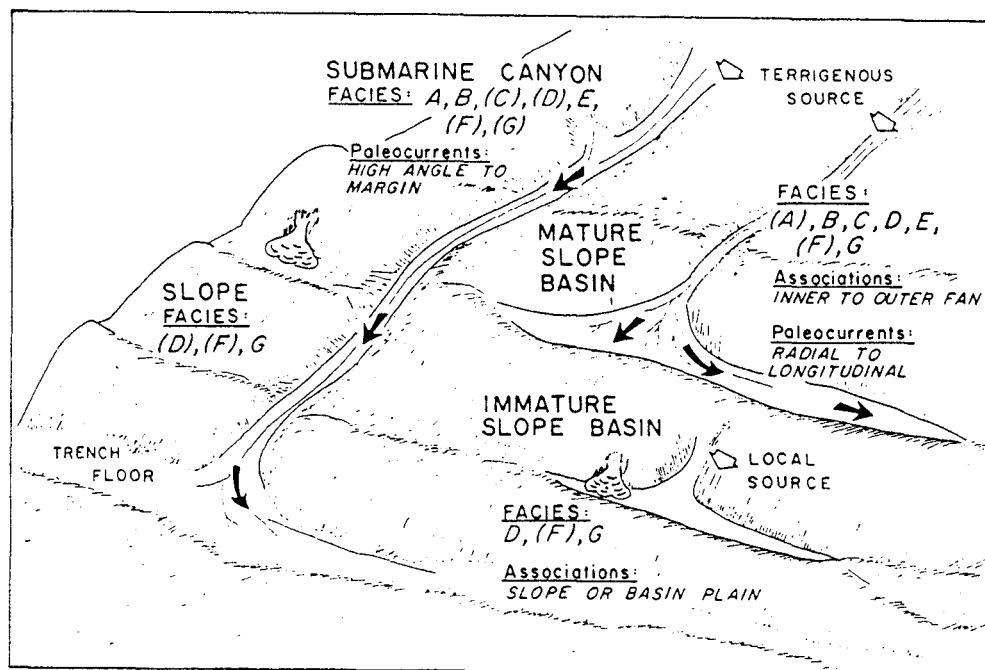 SUBMARINE CANYON
FACIES: A, B, (C), (D), E,
(F), (G)
Paleocurrents:
HIGH ANGLE TO
MARGIN
TERRIGENOUS
SOURCE
FACIES:
(A), B, C, D, E,
(F), G
Associations:
INNER TO OUTER FAN
Paleocurrents:
RADIAL TO
LONGITUDINAL
MATURE
SLOPE
BASIN
SLOPE
FACIES:
(D), (F), G
IMMATURE
SLOPE BASIN
TRENCH
FLOOR
LOCAL
SOURCE
FACIES:
D, (F), G
Associations:
SLOPE OR BASIN PLAIN